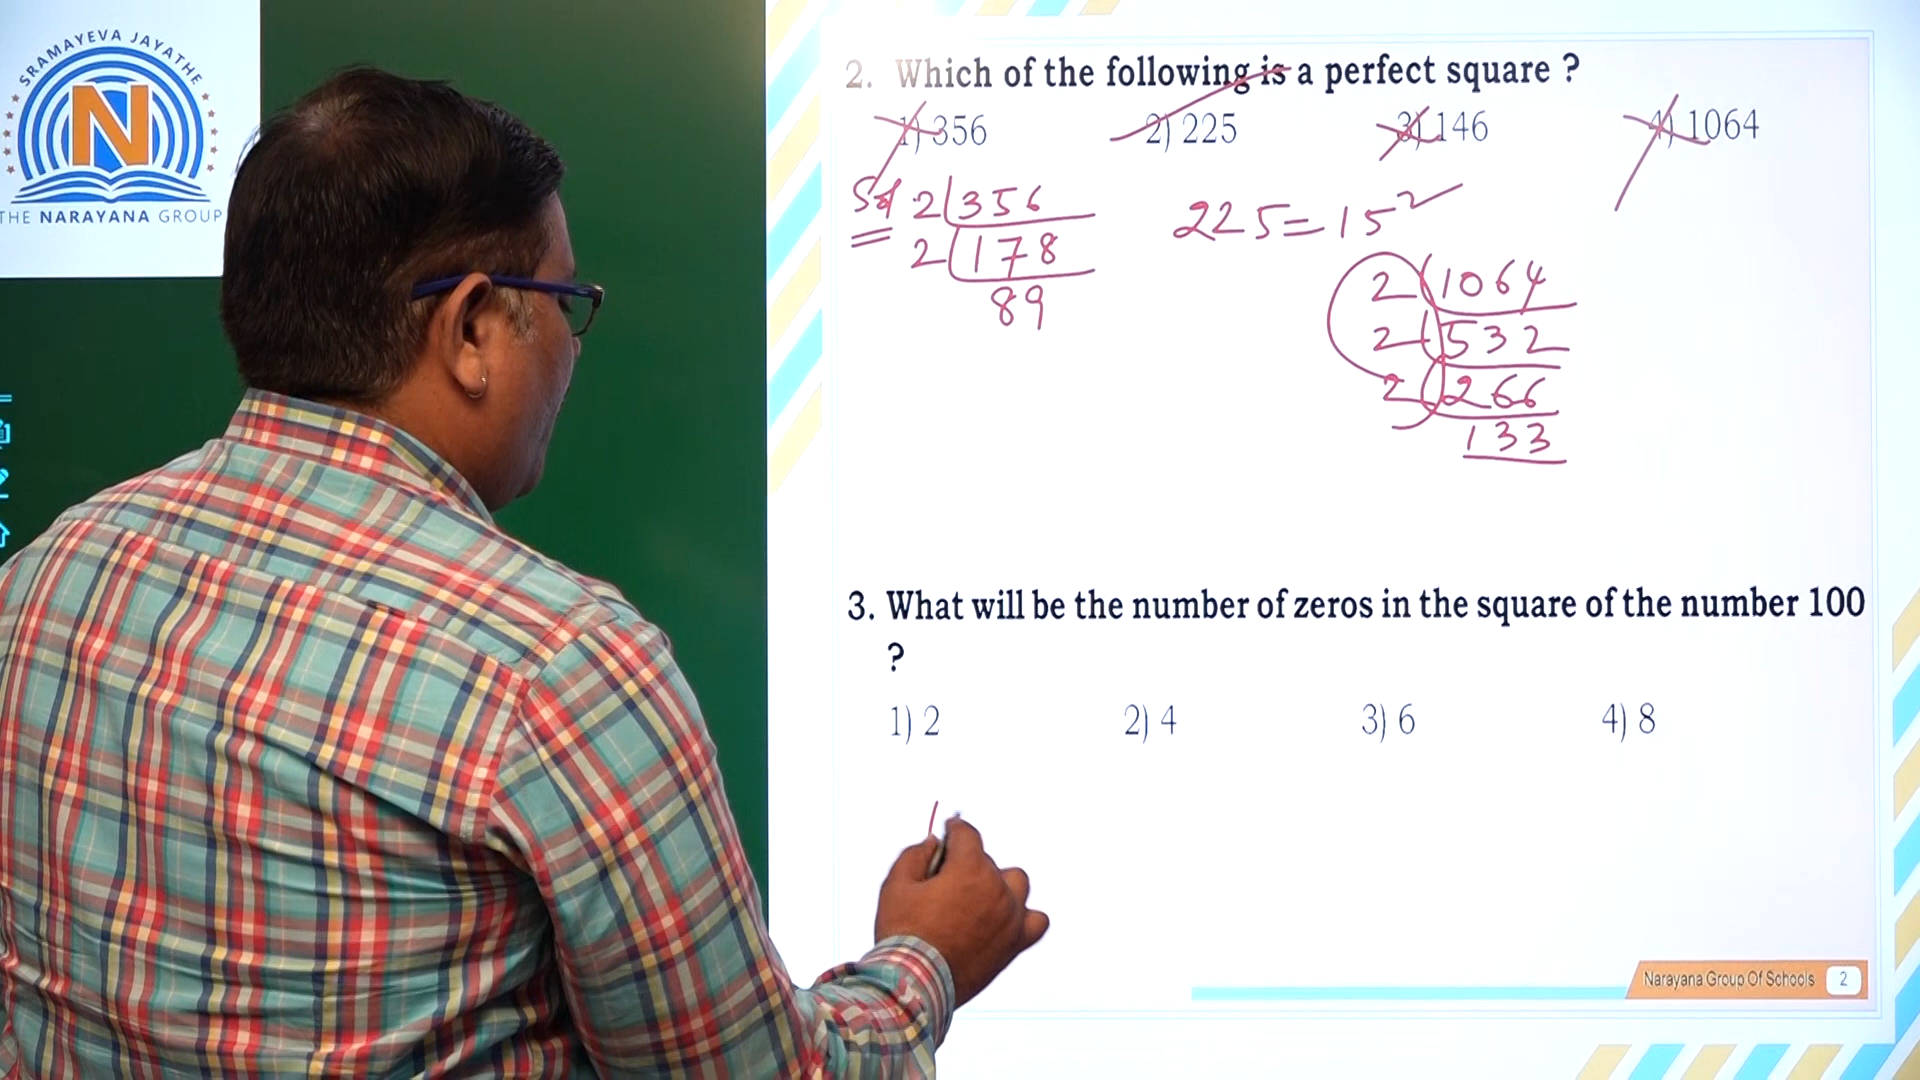 SRAMAYEVA JAYATHE
N
THE NARAYANA GROUP
2. Which of the following is a perfect square ?
1) 356 2) 225 3) 146 4) 1064
Sol 2 356
2 178
89
225 = 15²
2 1064
2 532
2 266
133
3. What will be the number of zeros in the square of the number 100
?
1) 2 2) 4 3) 6 4) 8
Narayana Group Of Schools 2